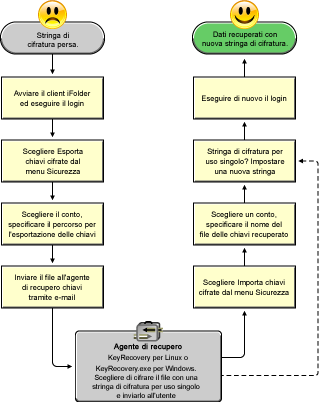 Stringa di
cifratura persa.
Avviare il client iFolder
ed eseguire il login
Scegliere Esporta
chiavi cifrate dal
menu Sicurezza
Scegliere il conto,
specificare il percorso per
l'esportazione delle chiavi
Inviare il file all'agente
di recupero chiavi
tramite e-mail
Agente di recupero
KeyRecovery per Linux o
KeyRecovery.exe per Windows.
Scegliere di cifrare il file con una
stringa di cifratura per uso singolo
e inviarlo all'utente
Scegliere Importa chiavi
cifrate dal menu Sicurezza
Scegliere un conto,
specificare il nome del
file delle chiavi recuperato
Stringa di cifratura per
uso singolo? Impostare
una nuova stringa
Eseguire di nuovo il login
Dati recuperati con
nuova stringa di cifratura.